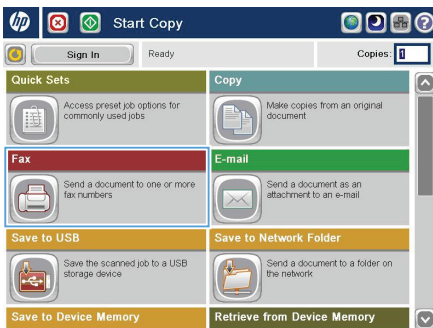 hp Start Copy ?
Sign In Ready Copies: 1
Quick Sets Copy
Access preset job options for Make copies from an original
commonly used jobs document
Fax E-mail
Send a document to one or more Send a document as an
fax numbers attachment to an e-mail
Save to USB Save to Network Folder
Save the scanned job to a USB Send a document to a folder on
storage device the network
Save to Device Memory Retrieve from Device Memory